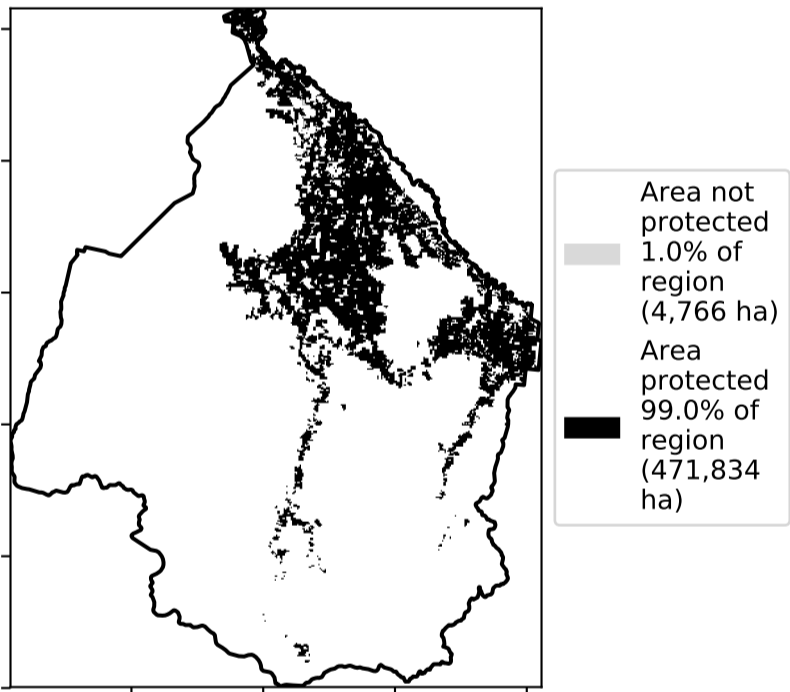 Area not
protected
1.0% of
region
(4,766 ha)
Area
protected
99.0% of
region
(471,834
ha)